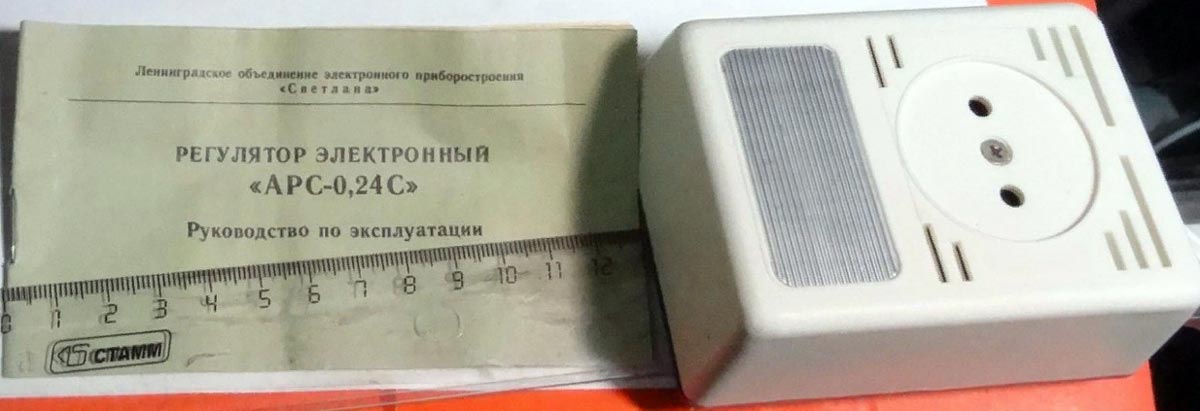 Ленинградское объединение электронного приборостроения
«Светлана»
РЕГУЛЯТОР ЭЛЕКТРОННЫЙ
«АРС-0,24С»
Руководство по эксплуатации
0 1 2 3 4 5 6 7 8 9 10 11 12
СТАММ